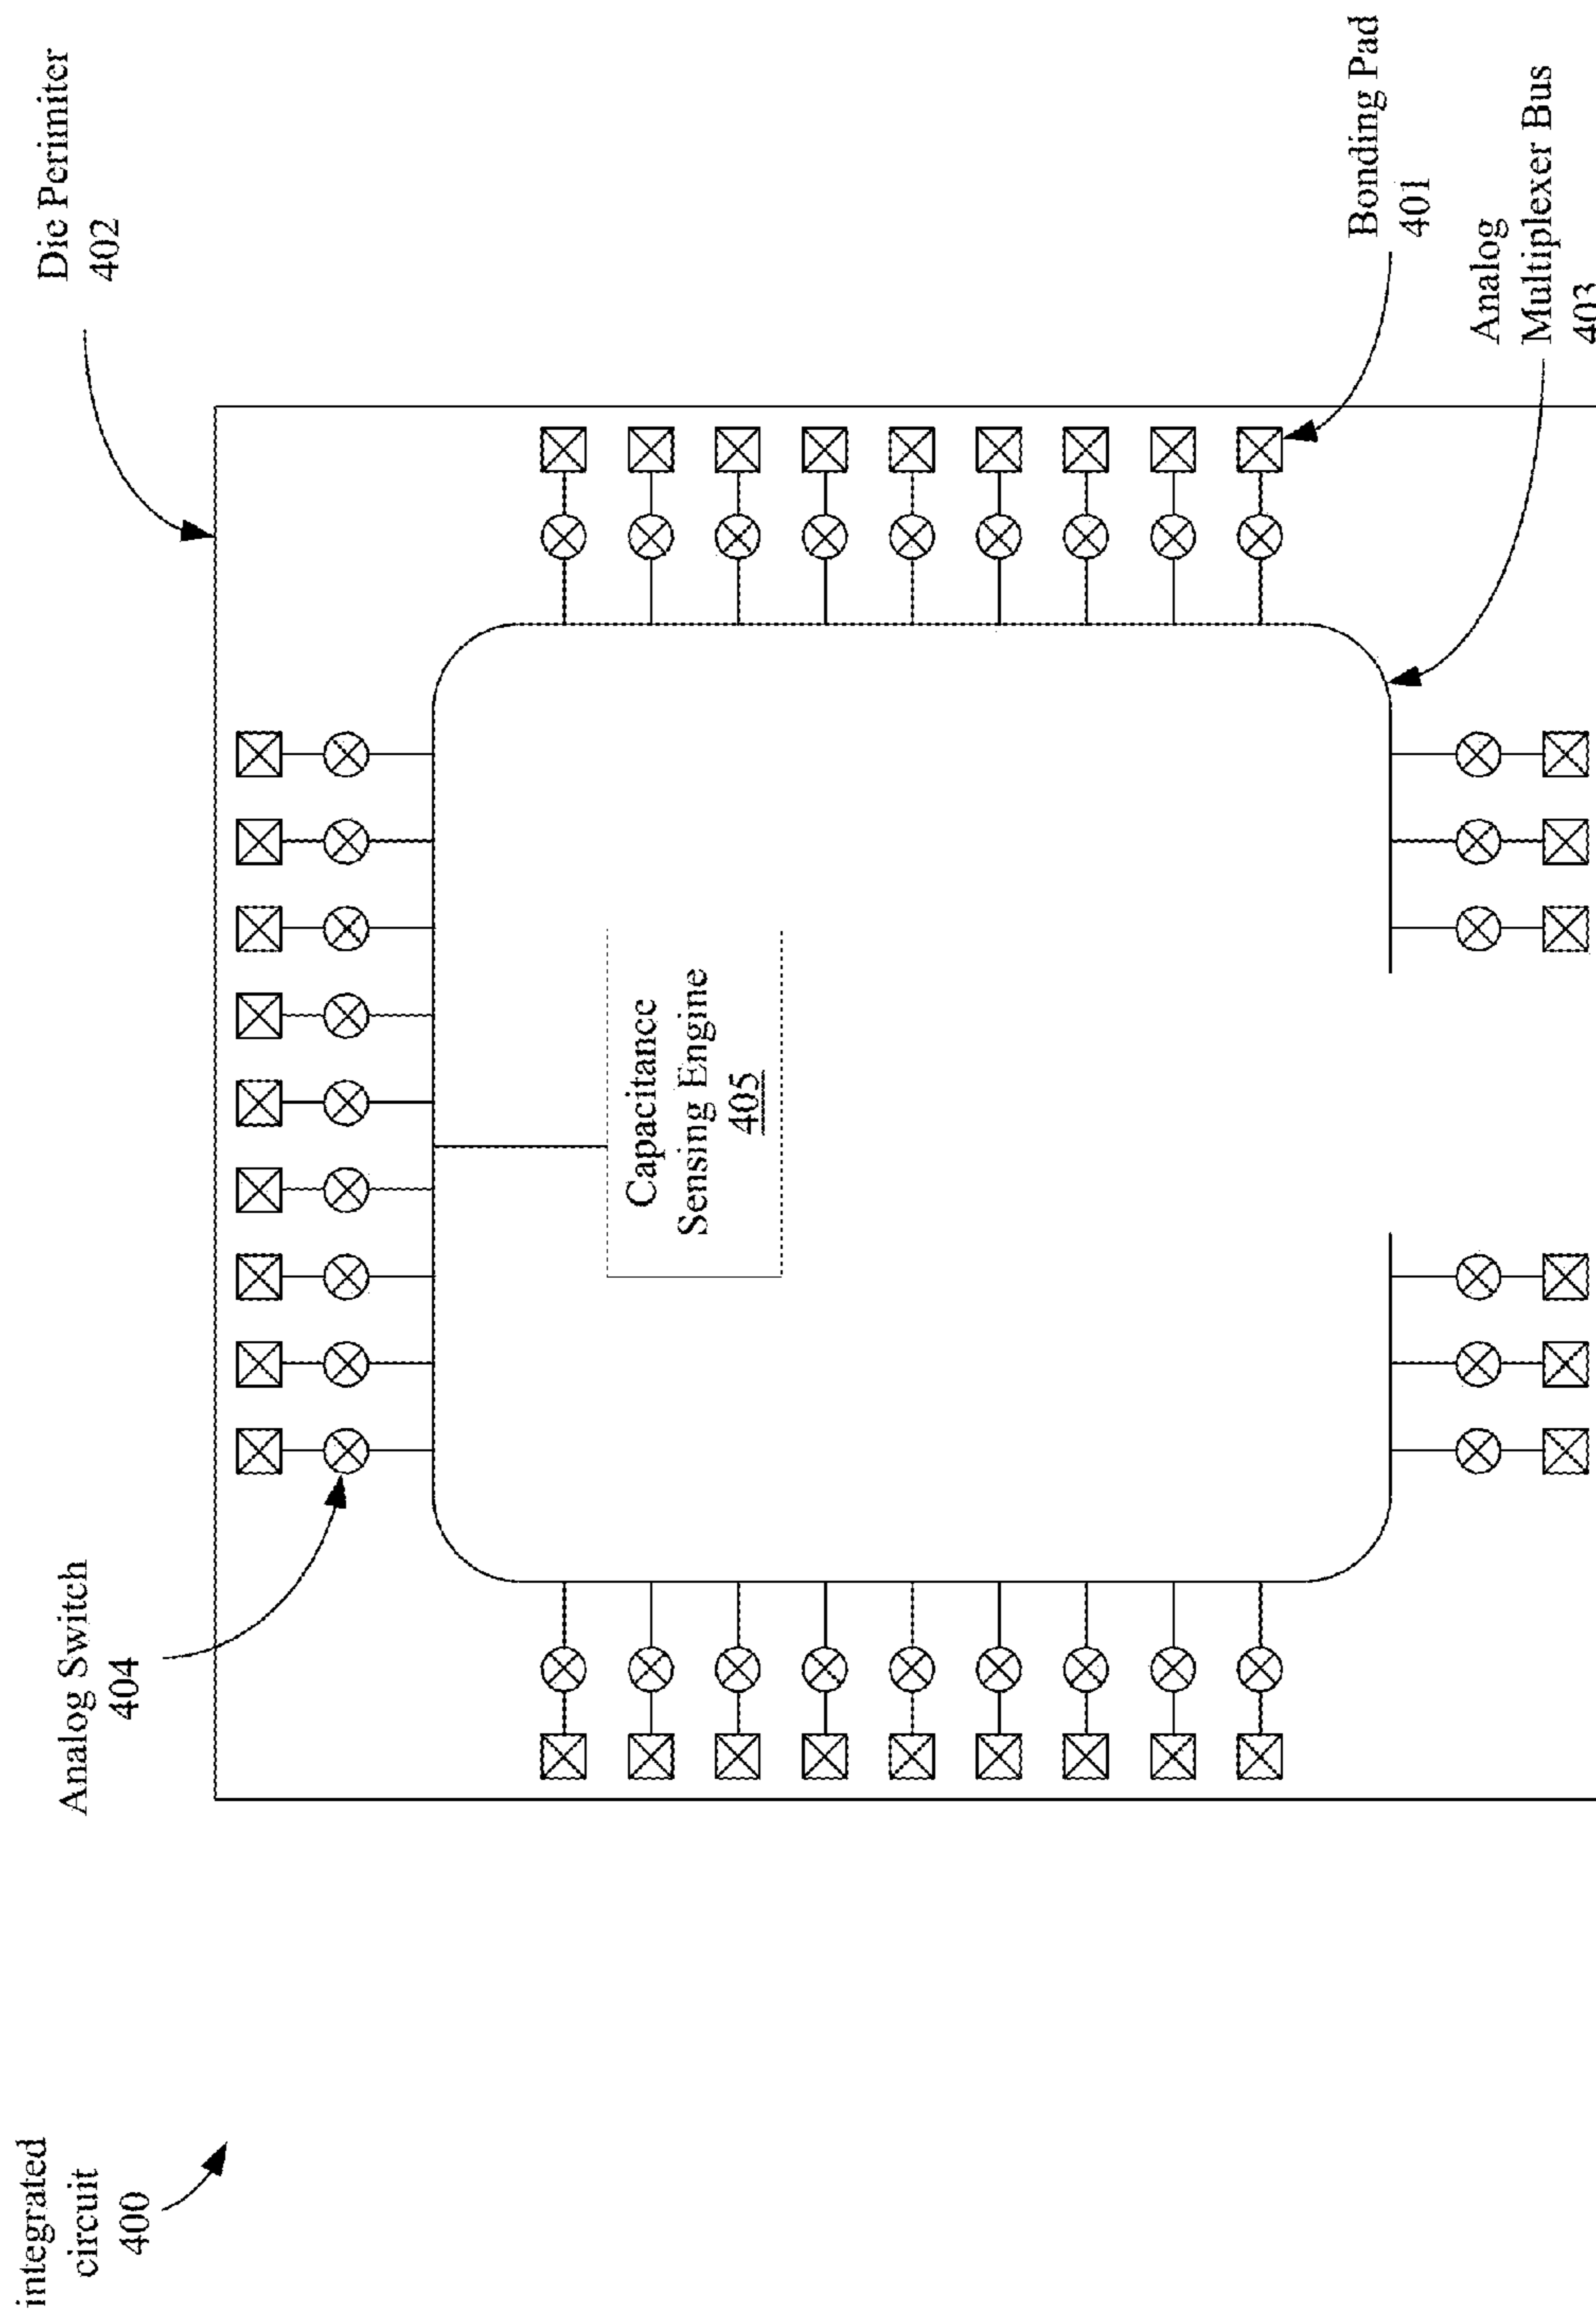 integrated
circuit
400
Analog Switch
404
Die Perimiter
402
Capacitance
Sensing Engine
405
Bonding Pad
401
Analog
Multiplexer Bus
403